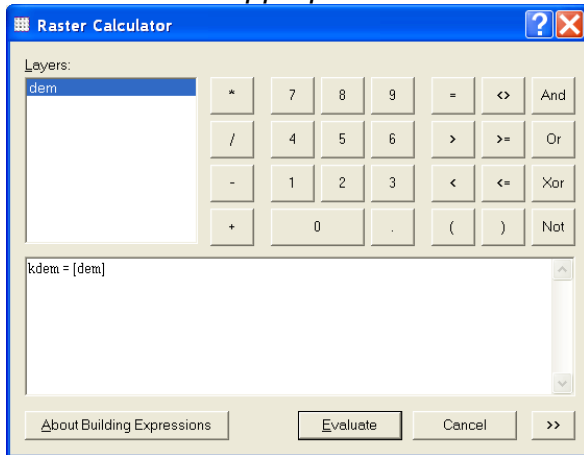 Raster Calculator
Layers:
dem
* 7 8 9 = <> And
/ 4 5 6 > >= Or
- 1 2 3 < <= Xor
+ 0 . ( ) Not
kdem = [dem]
About Building Expressions Evaluate Cancel >>